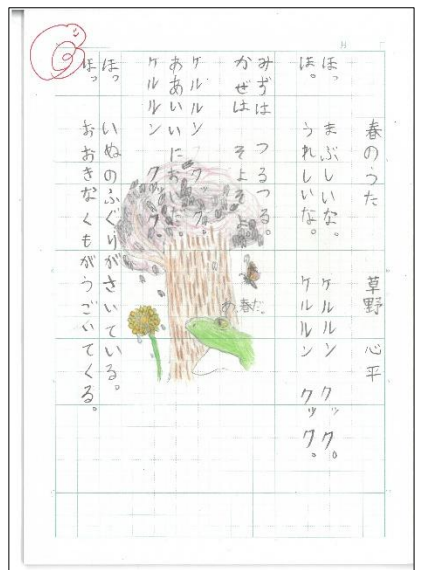 春のうた　草野　心平
ほっ　まぶしいな。
ほ。　うれしいな。
ケルルン　クック。
ケルルン　クック。
みずは　つるつる。
かぜは　そよそよ。
ケルルン　クック。
ああいいにおいだ。
ケルルン　クック。
ほっ　いぬのふぐりがさいている。
ほっ　おおきなくもがうごいてくる。
あ、春だ。